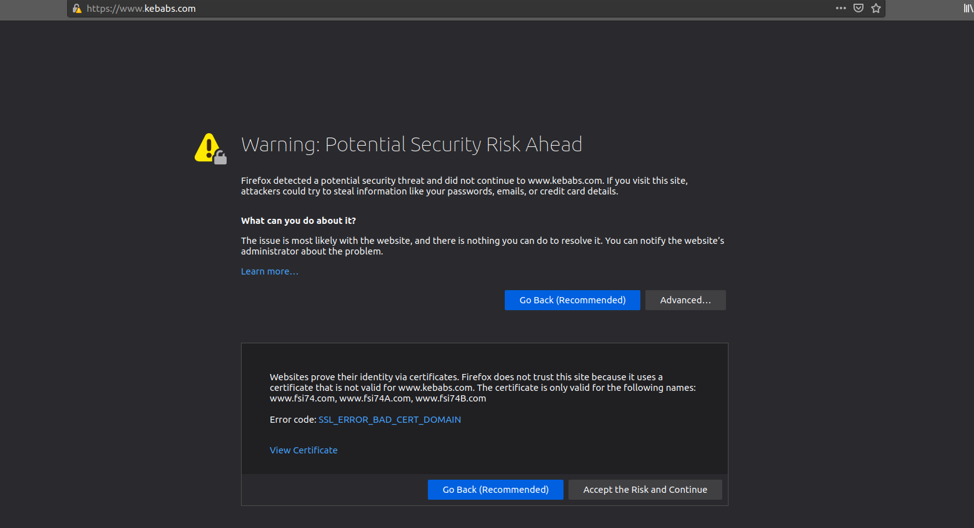 https://www.kebabs.com
Warning: Potential Security Risk Ahead
Firefox detected a potential security threat and did not continue to www.kebabs.com. If you visit this site,
attackers could try to steal information like your passwords, emails, or credit card details.
What can you do about it?
The issue is most likely with the website, and there is nothing you can do to resolve it. You can notify the website's
administrator about the problem.
Learn more…
Go Back (Recommended) Advanced…
Websites prove their identity via certificates. Firefox does not trust this site because it uses a
certificate that is not valid for www.kebabs.com. The certificate is only valid for the following names:
www.fsi74.com, www.fsi74A.com, www.fsi74B.com
Error code: SSL_ERROR_BAD_CERT_DOMAIN
View Certificate
Go Back (Recommended) Accept the Risk and Continue